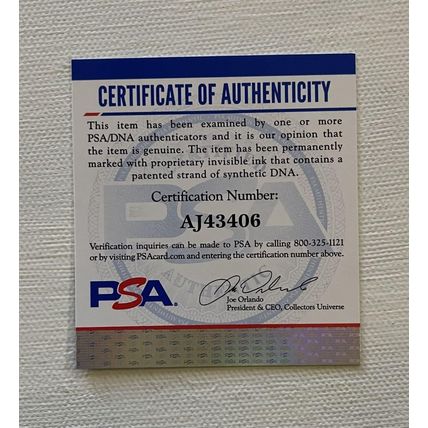 CERTIFICATE OF AUTHENTICITY
This item has been examined by one or more
PSA/DNA authenticators and it is our opinion that
the item is genuine. The item has been permanently
marked with proprietary invisible ink that contains a
patented strand of synthetic DNA.
Certification Number:
AJ43406
Verification inquiries can be made to PSA by calling 800-325-1121
or by visiting PSAcard.com and entering the certification number above.
PSA.
Joe Orlando
President & CEO, Collectors Universe